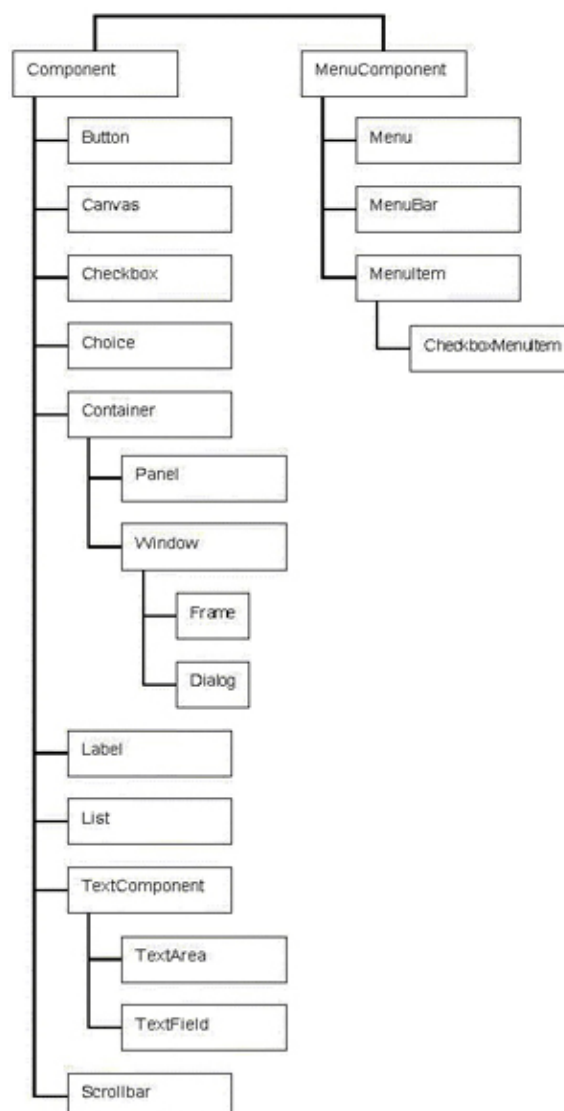 Component
MenuComponent
Button
Menu
Canvas
MenuBar
Checkbox
MenuItem
Choice
CheckboxMenuItem
Container
Panel
Window
Frame
Dialog
Label
List
TextComponent
TextArea
TextField
Scrollbar